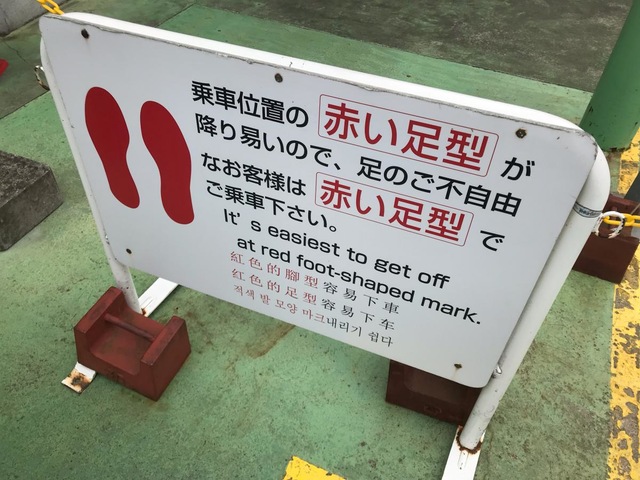 乗車位置の 赤い足型 が
降り易いので、足のご不自由
なお客様は 赤い足型 で
ご乗車下さい。
It's easiest to get off
at red foot-shaped mark.
紅色的腳型容易下車
红色的足型容易下车
적색 발 모양 마크내리기 쉽다